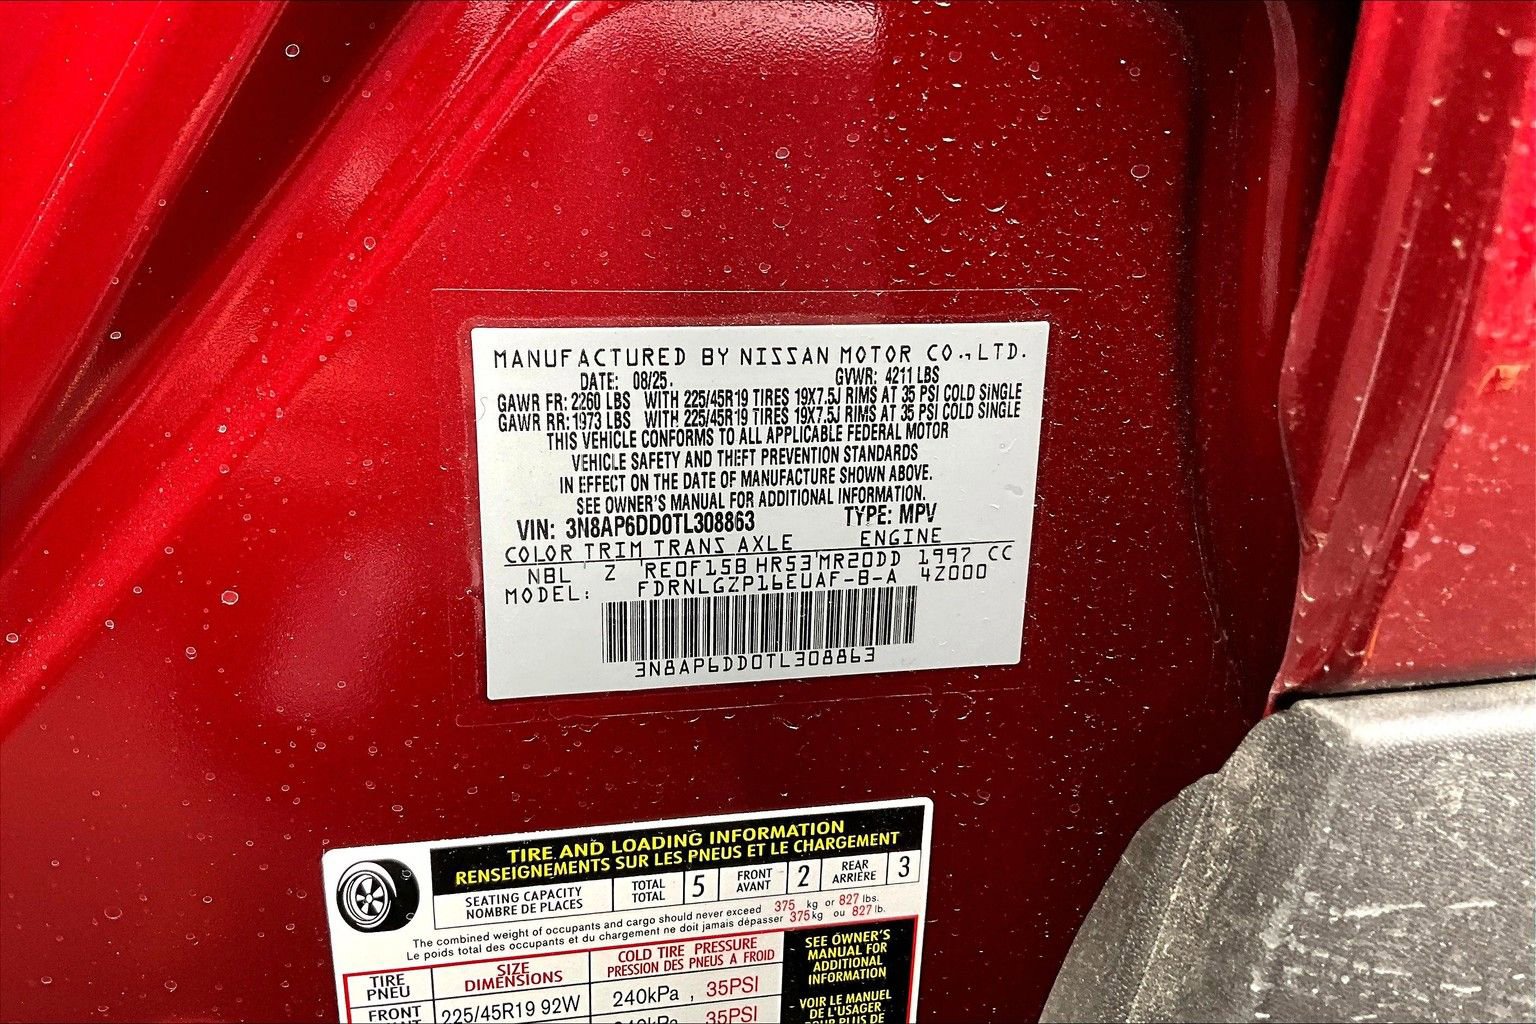 MANUFACTURED BY NISSAN MOTOR CO., LTD.
DATE: 08/25. GVWR: 4211 LBS
GAWR FR: 2260 LBS WITH 225/45R19 TIRES 19X7.5J RIMS AT 35 PSI COLD SINGLE
GAWR RR: 1973 LBS WITH 225/45R19 TIRES 19X7.5J RIMS AT 35 PSI COLD SINGLE
THIS VEHICLE CONFORMS TO ALL APPLICABLE FEDERAL MOTOR
VEHICLE SAFETY AND THEFT PREVENTION STANDARDS
IN EFFECT ON THE DATE OF MANUFACTURE SHOWN ABOVE.
SEE OWNER'S MANUAL FOR ADDITIONAL INFORMATION.
VIN: 3N8AP6DD0TL308863 TYPE: MPV
COLOR TRIM TRANS AXLE ENGINE
NBL Z RE0F15B HR53 MR20DD 1997 CC
MODEL: FDRNLGZP16EUAF-B-A 4Z000
3N8AP6DD0TL308863
TIRE AND LOADING INFORMATION
RENSEIGNEMENTS SUR LES PNEUS ET LE CHARGEMENT
SEATING CAPACITY TOTAL 5 FRONT 2 REAR 3
NOMBRE DE PLACES TOTAL AVANT ARRIÈRE
The combined weight of occupants and cargo should never exceed 375 kg or 827 lbs.
Le poids total des occupants et du chargement ne doit jamais dépasser 375 kg ou 827 lb.
TIRE SIZE COLD TIRE PRESSURE
PNEU DIMENSIONS PRESSION DES PNEUS A FROID
SEE OWNER'S
MANUAL FOR
ADDITIONAL
INFORMATION
FRONT 225/45R19 92W 240kPa , 35PSI
VOIR LE MANUEL
DE L'USAGER
POUR PLUS DE
35PSI